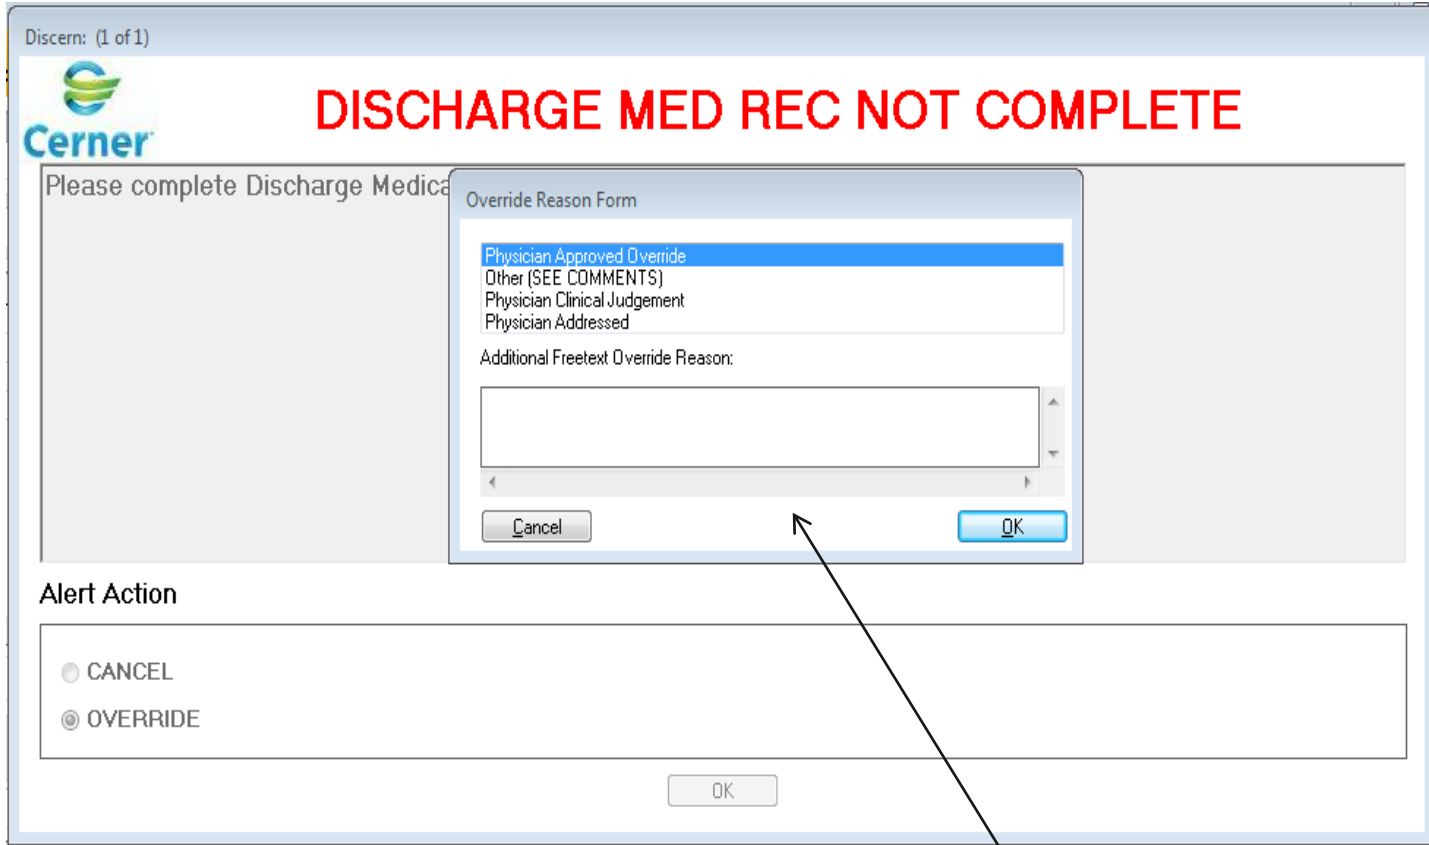 Discern: (1 of 1)
Cerner
DISCHARGE MED REC NOT COMPLETE
Please complete Discharge Medica
Override Reason Form
Physician Approved Override
Other (SEE COMMENTS)
Physician Clinical Judgement
Physician Addressed
Additional Freetext Override Reason:
Cancel
OK
Alert Action
CANCEL
OVERRIDE
OK